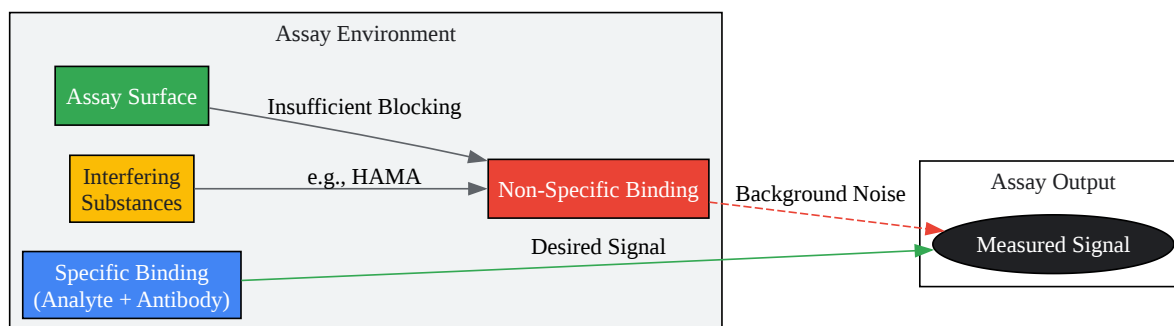 Assay Environment
Assay Surface
Insufficient Blocking
Interfering
Substances
e.g., HAMA
Non-Specific Binding
Background Noise
Assay Output
Measured Signal
Desired Signal
Specific Binding
(Analyte + Antibody)